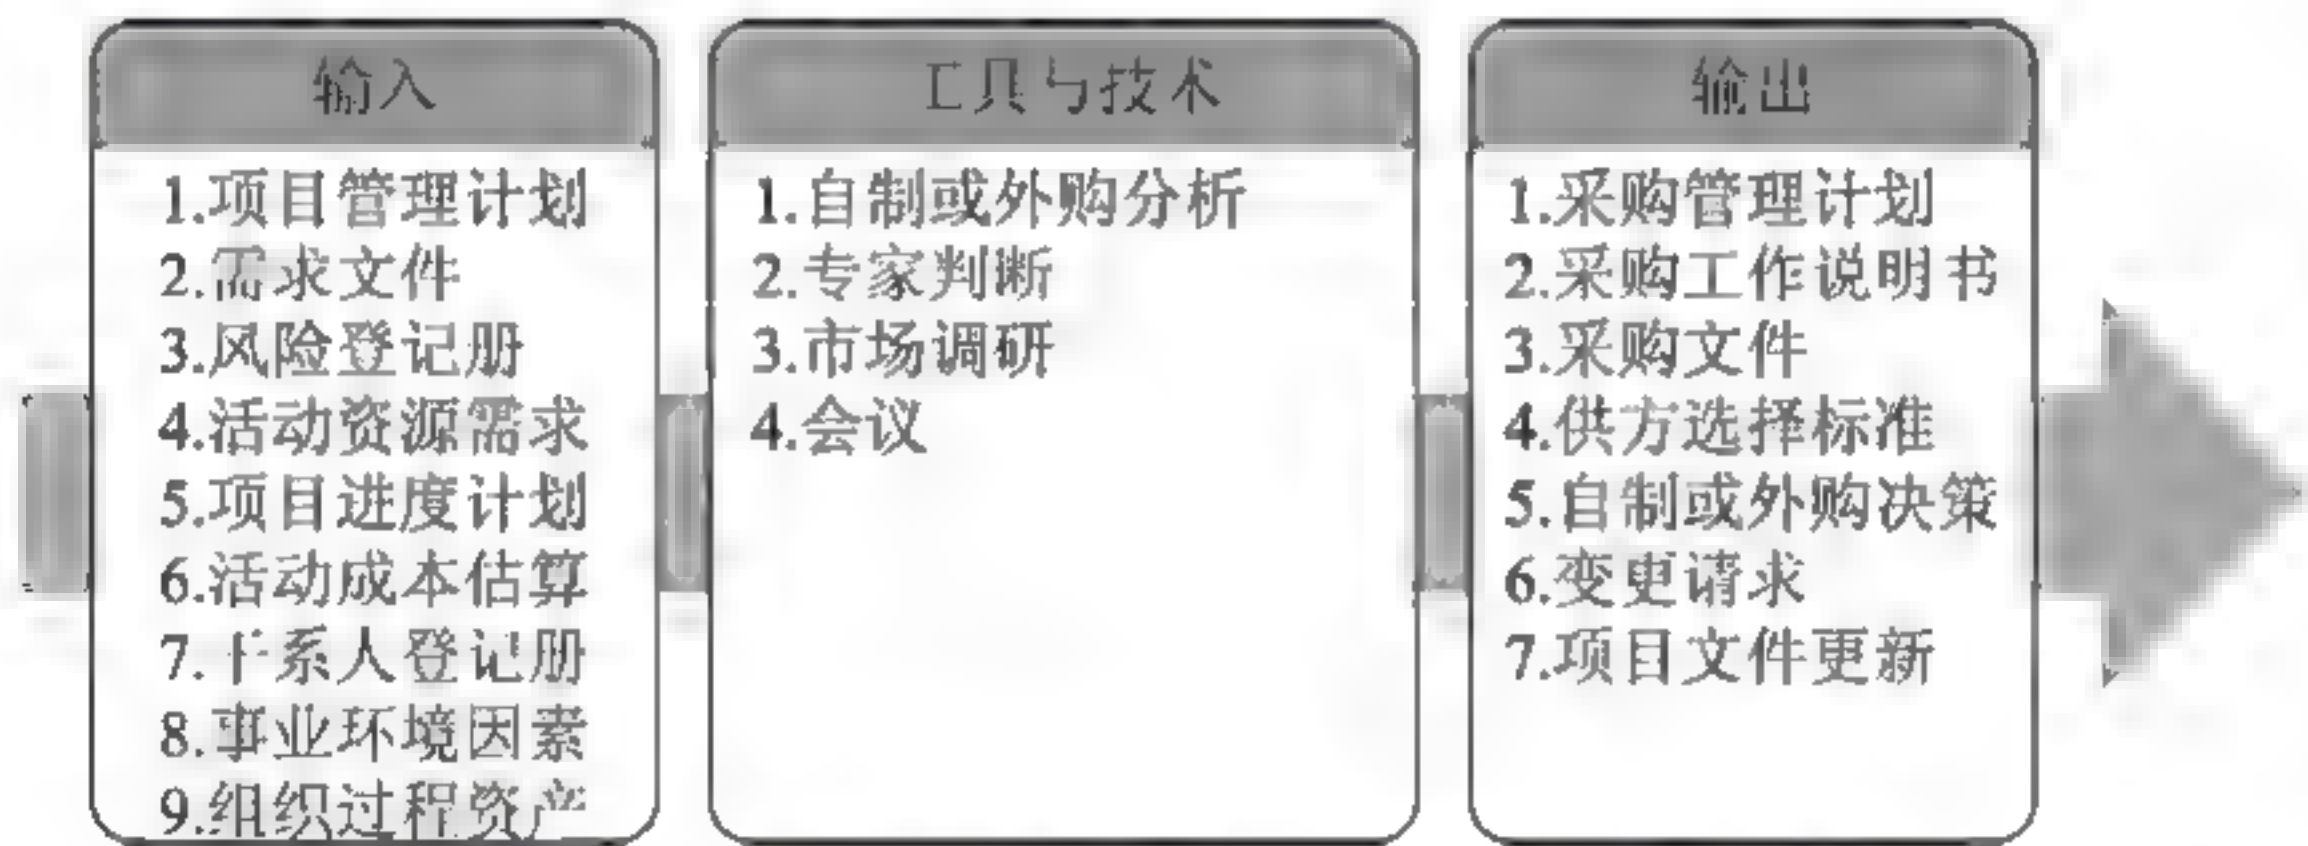 输入
1.项目管理计划
2.需求文件
3.风险登记册
4.活动资源需求
5.项目进度计划
6.活动成本估算
7.干系人登记册
8.事业环境因素
9.组织过程资产
工具与技术
1.自制或外购分析
2.专家判断
3.市场调研
4.会议
输出
1.采购管理计划
2.采购工作说明书
3.采购文件
4.供方选择标准
5.自制或外购决策
6.变更请求
7.项目文件更新